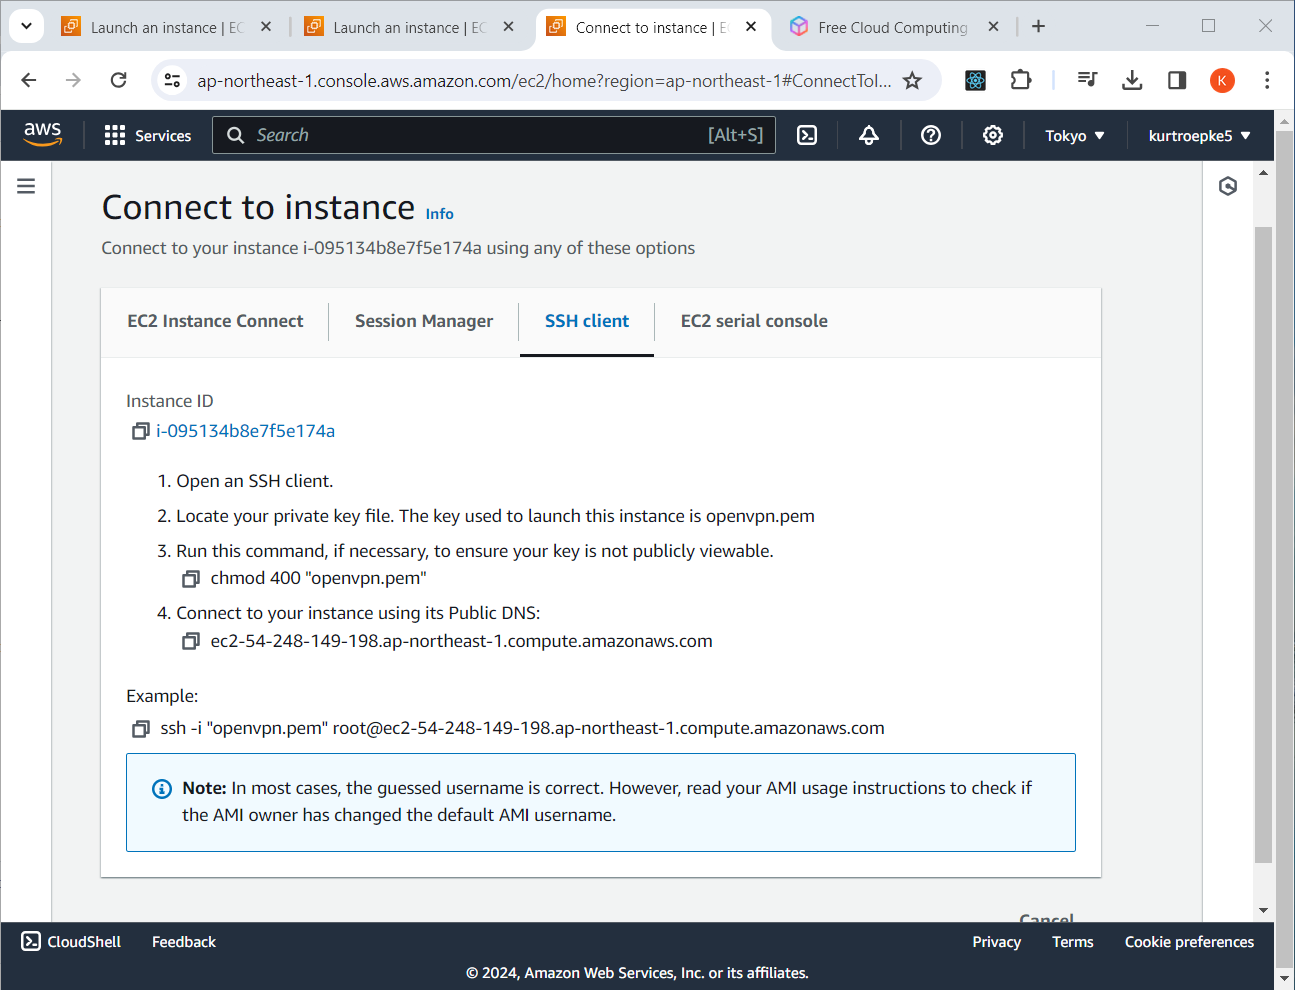 Launch an instance | EC
Launch an instance | EC
Connect to instance | E
Free Cloud Computing
ap-northeast-1.console.aws.amazon.com/ec2/home?region=ap-northeast-1#ConnectToI...
K
aws
Services
Search
[Alt+S]
Tokyo
kurtroepke5
Connect to instance Info
Connect to your instance i-095134b8e7f5e174a using any of these options
EC2 Instance Connect
Session Manager
SSH client
EC2 serial console
Instance ID
i-095134b8e7f5e174a
1. Open an SSH client.
2. Locate your private key file. The key used to launch this instance is openvpn.pem
3. Run this command, if necessary, to ensure your key is not publicly viewable.
chmod 400 "openvpn.pem"
4. Connect to your instance using its Public DNS:
ec2-54-248-149-198.ap-northeast-1.compute.amazonaws.com
Example:
ssh -i "openvpn.pem" root@ec2-54-248-149-198.ap-northeast-1.compute.amazonaws.com
Note: In most cases, the guessed username is correct. However, read your AMI usage instructions to check if
the AMI owner has changed the default AMI username.
Cancel
CloudShell
Feedback
Privacy
Terms
Cookie preferences
© 2024, Amazon Web Services, Inc. or its affiliates.